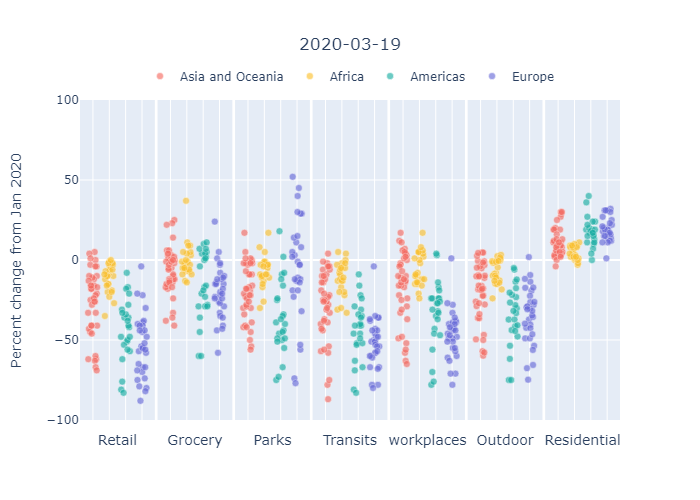 2020-03-19
Asia and Oceania Africa Americas Europe
Percent change from Jan 2020
100
50
0
−50
−100
Retail Grocery Parks Transits workplaces Outdoor Residential